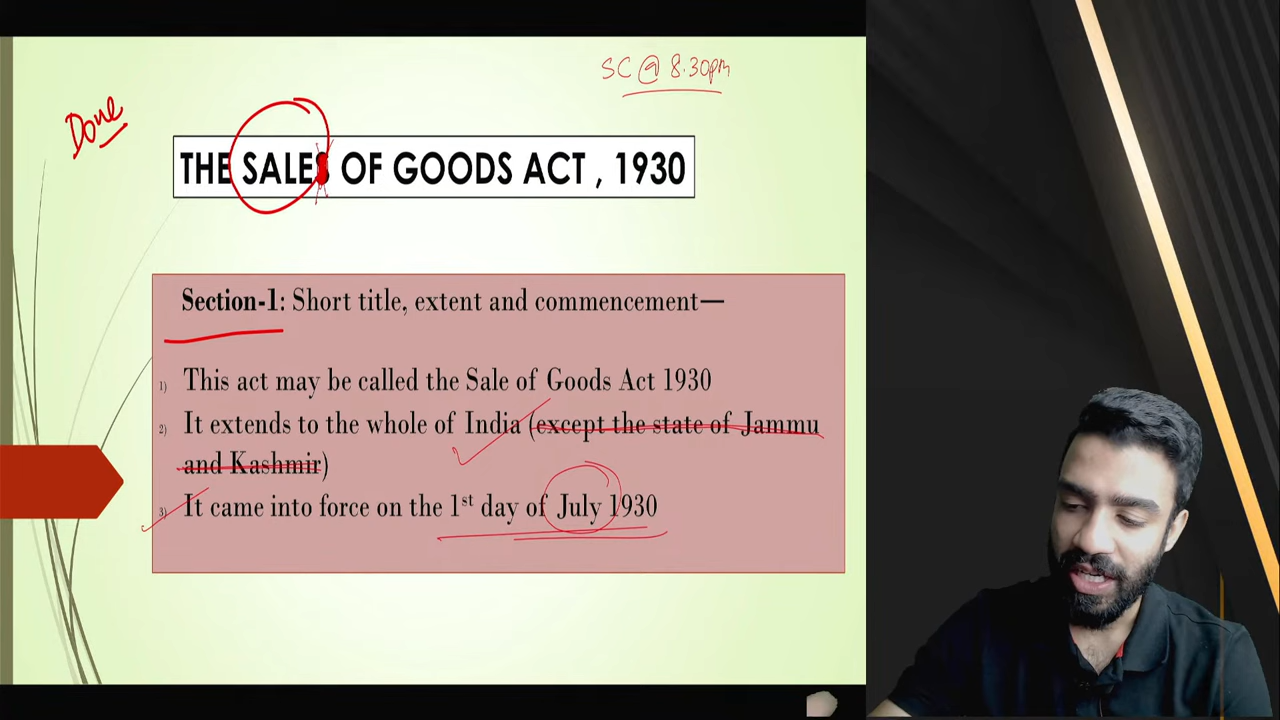 SC @ 8.30pm
Done
THE SALES OF GOODS ACT , 1930
Section-1: Short title, extent and commencement—
1) This act may be called the Sale of Goods Act 1930
2) It extends to the whole of India (except the state of Jammu
and Kashmir)
3) It came into force on the 1st day of July 1930